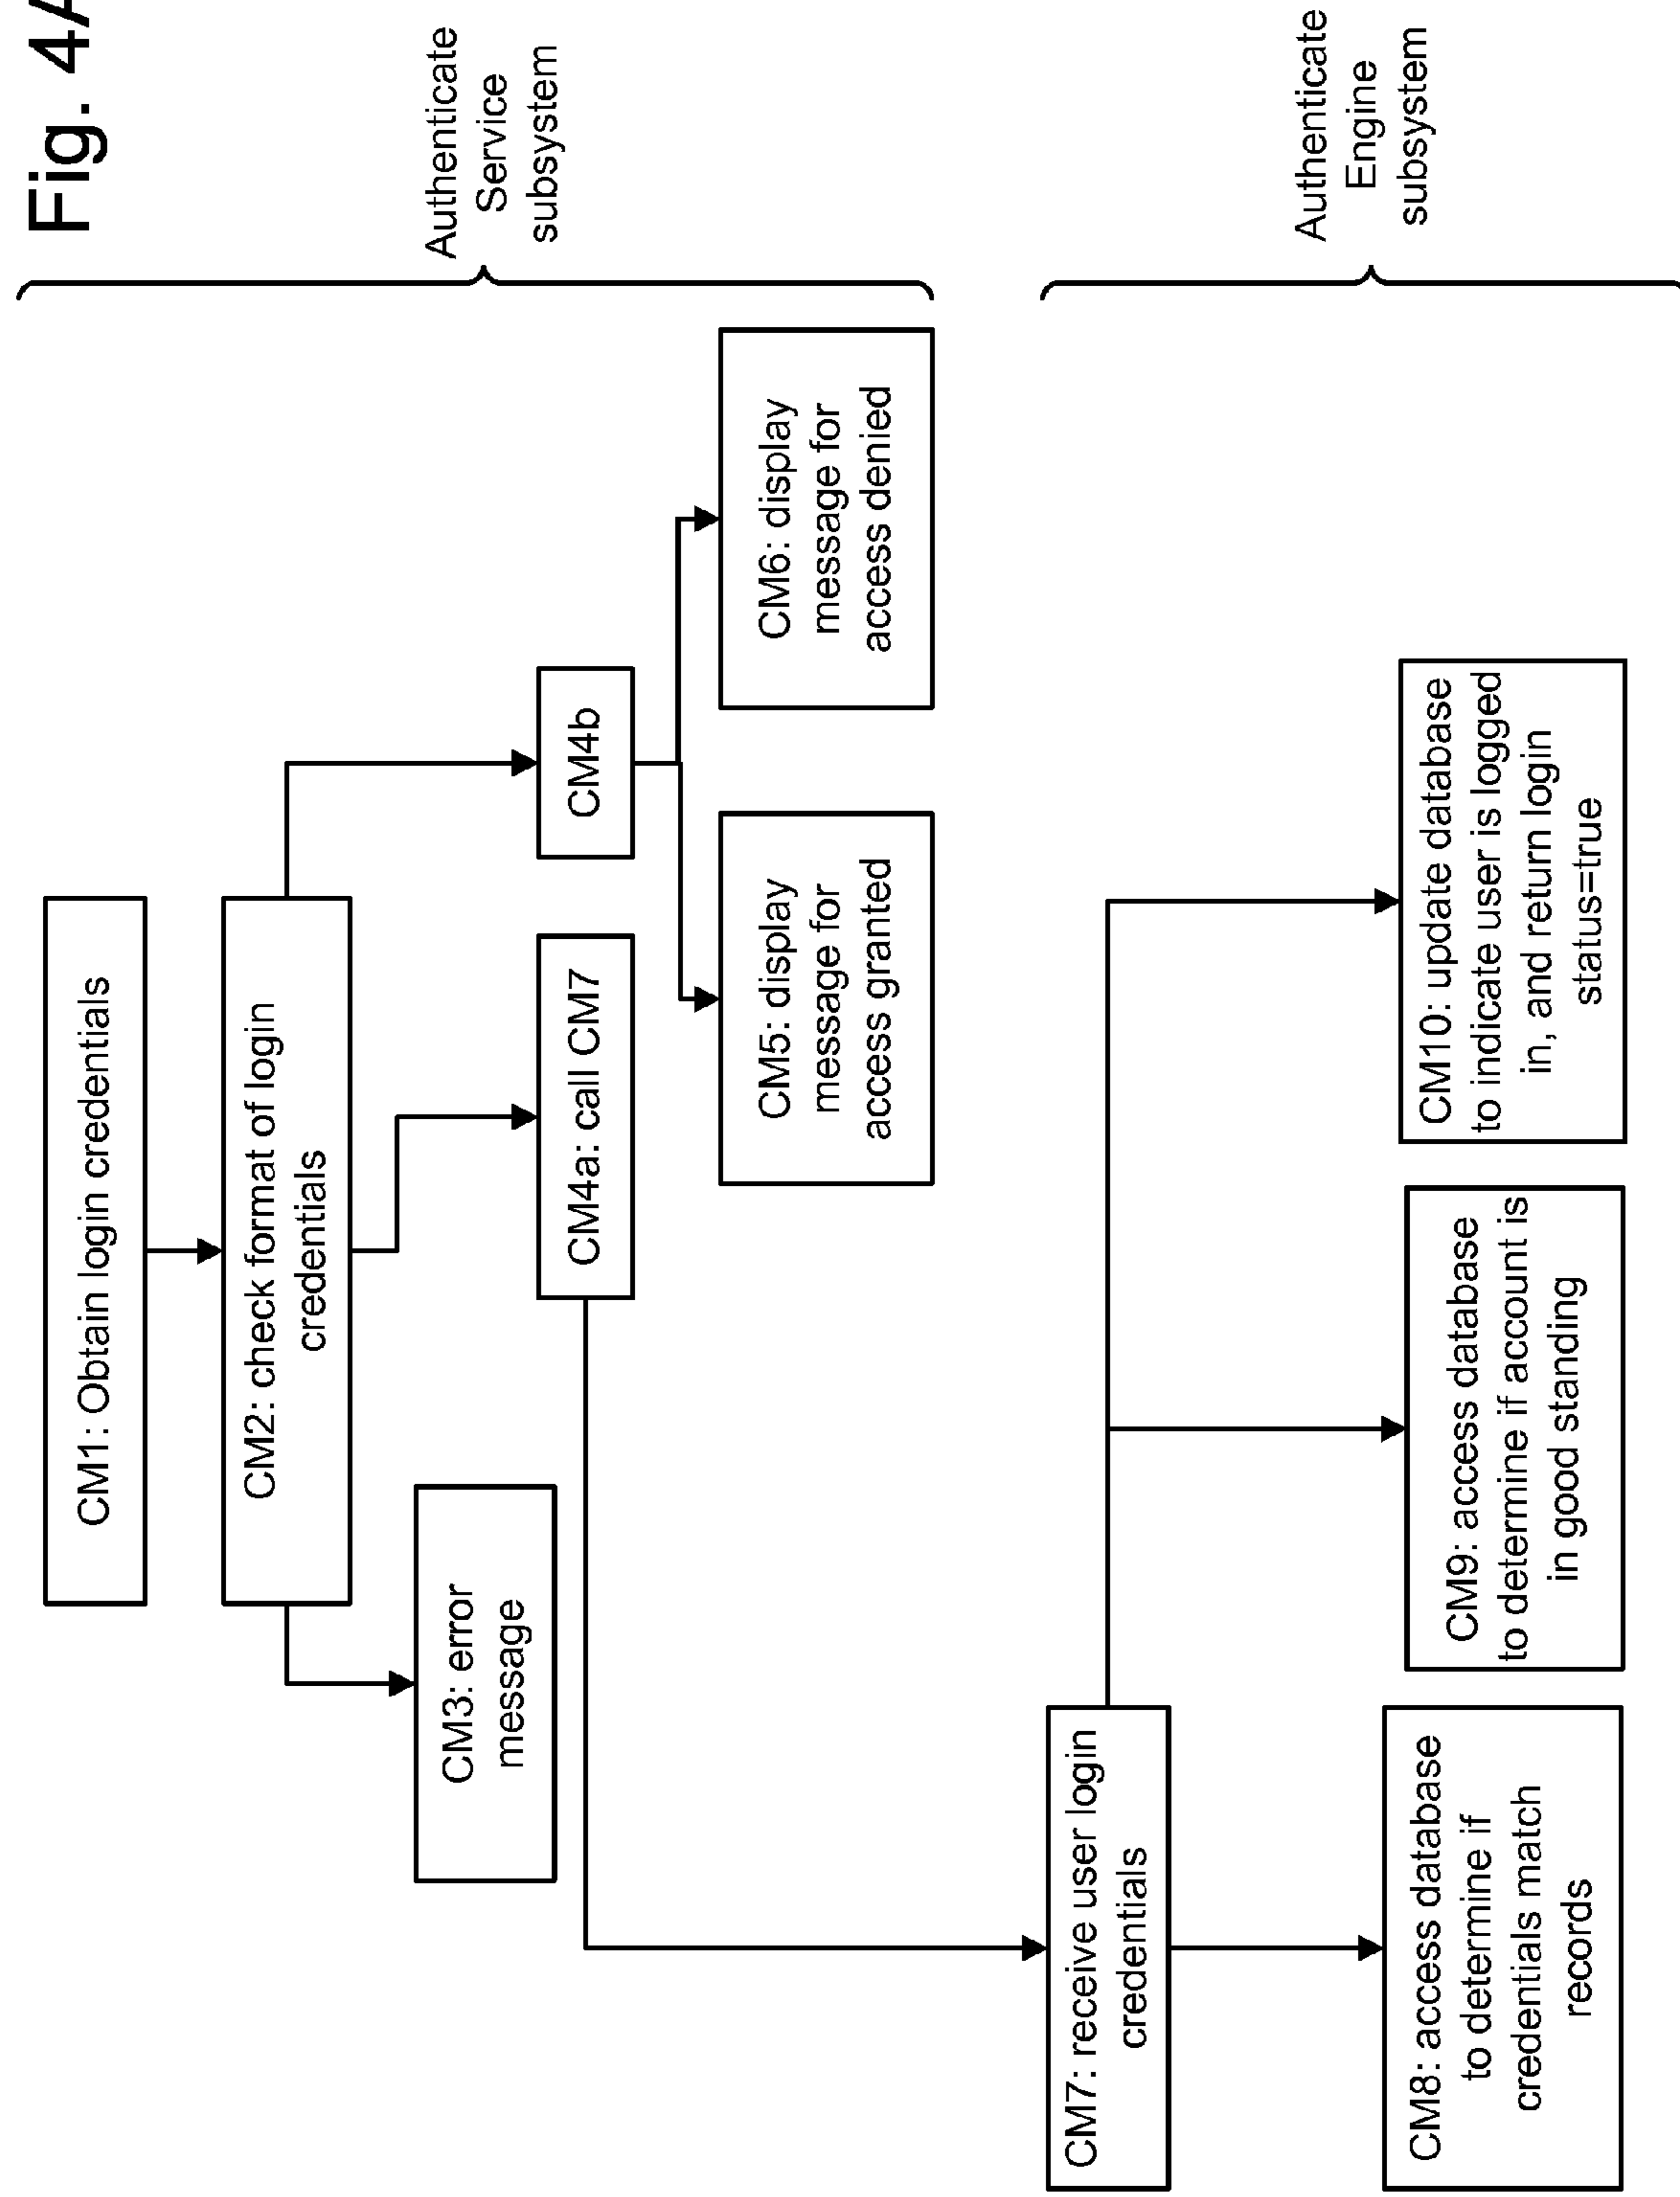 Fig. 4A
CM1: Obtain login credentials
CM2: check format of login
credentials
CM3: error
message
CM4a: call CM7
CM4b
CM5: display
message for
access granted
CM6: display
message for
access denied
Authenticate
Service
subsystem
CM7: receive user login
credentials
CM8: access database
to determine if
credentials match
records
CM9: access database
to determine if account is
in good standing
CM10: update database
to indicate user is logged
in, and return login
status=true
Authenticate
Engine
subsystem